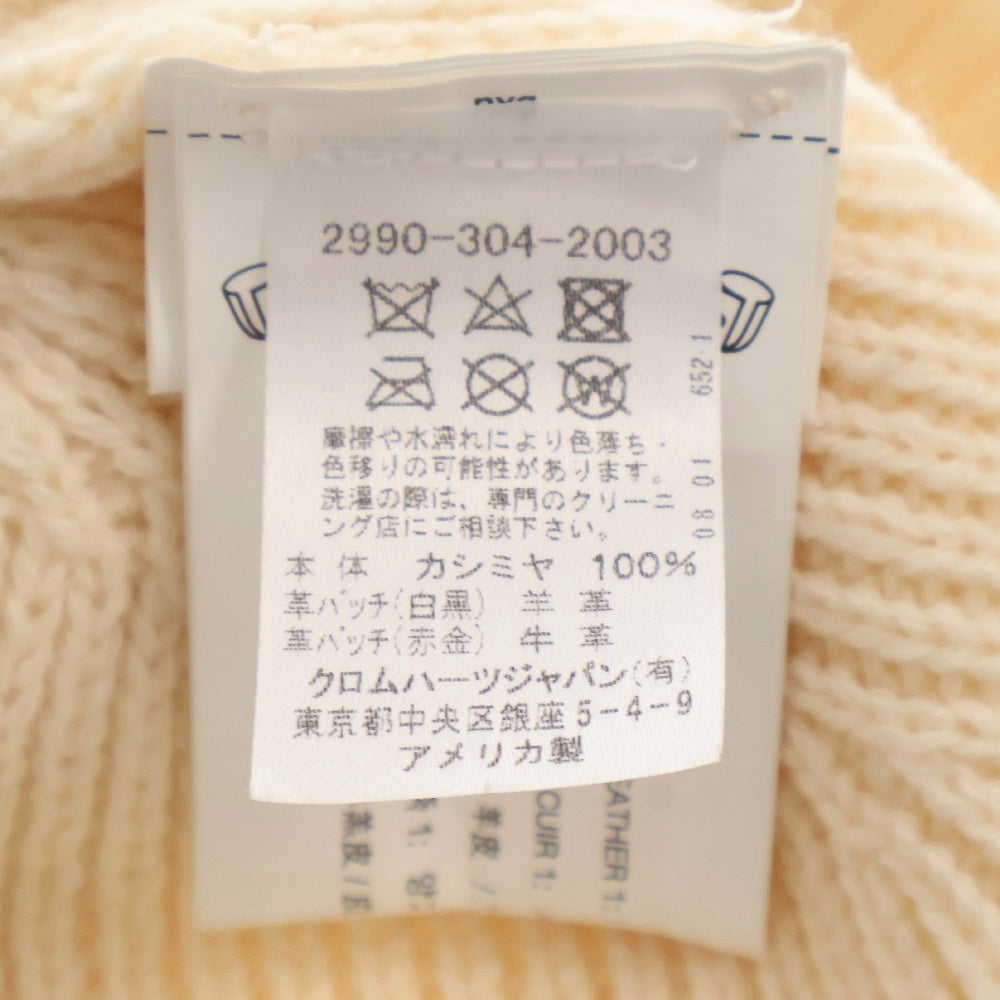 2990-304-2003
W
摩擦や水濡れにより色落ち・
色移りの可能性があります。
洗濯の際は、専門のクリーニ
ング店にご相談下さい。
本 体 カシミヤ 100%
革パッチ(白黒) 羊 革
革パッチ(赤金) 牛 革
クロムハーツジャパン(有)
東京都中央区銀座5-4-9
アメリカ製
08 01 652-1
EATHER 1:
CUIR 1:
羊皮 /